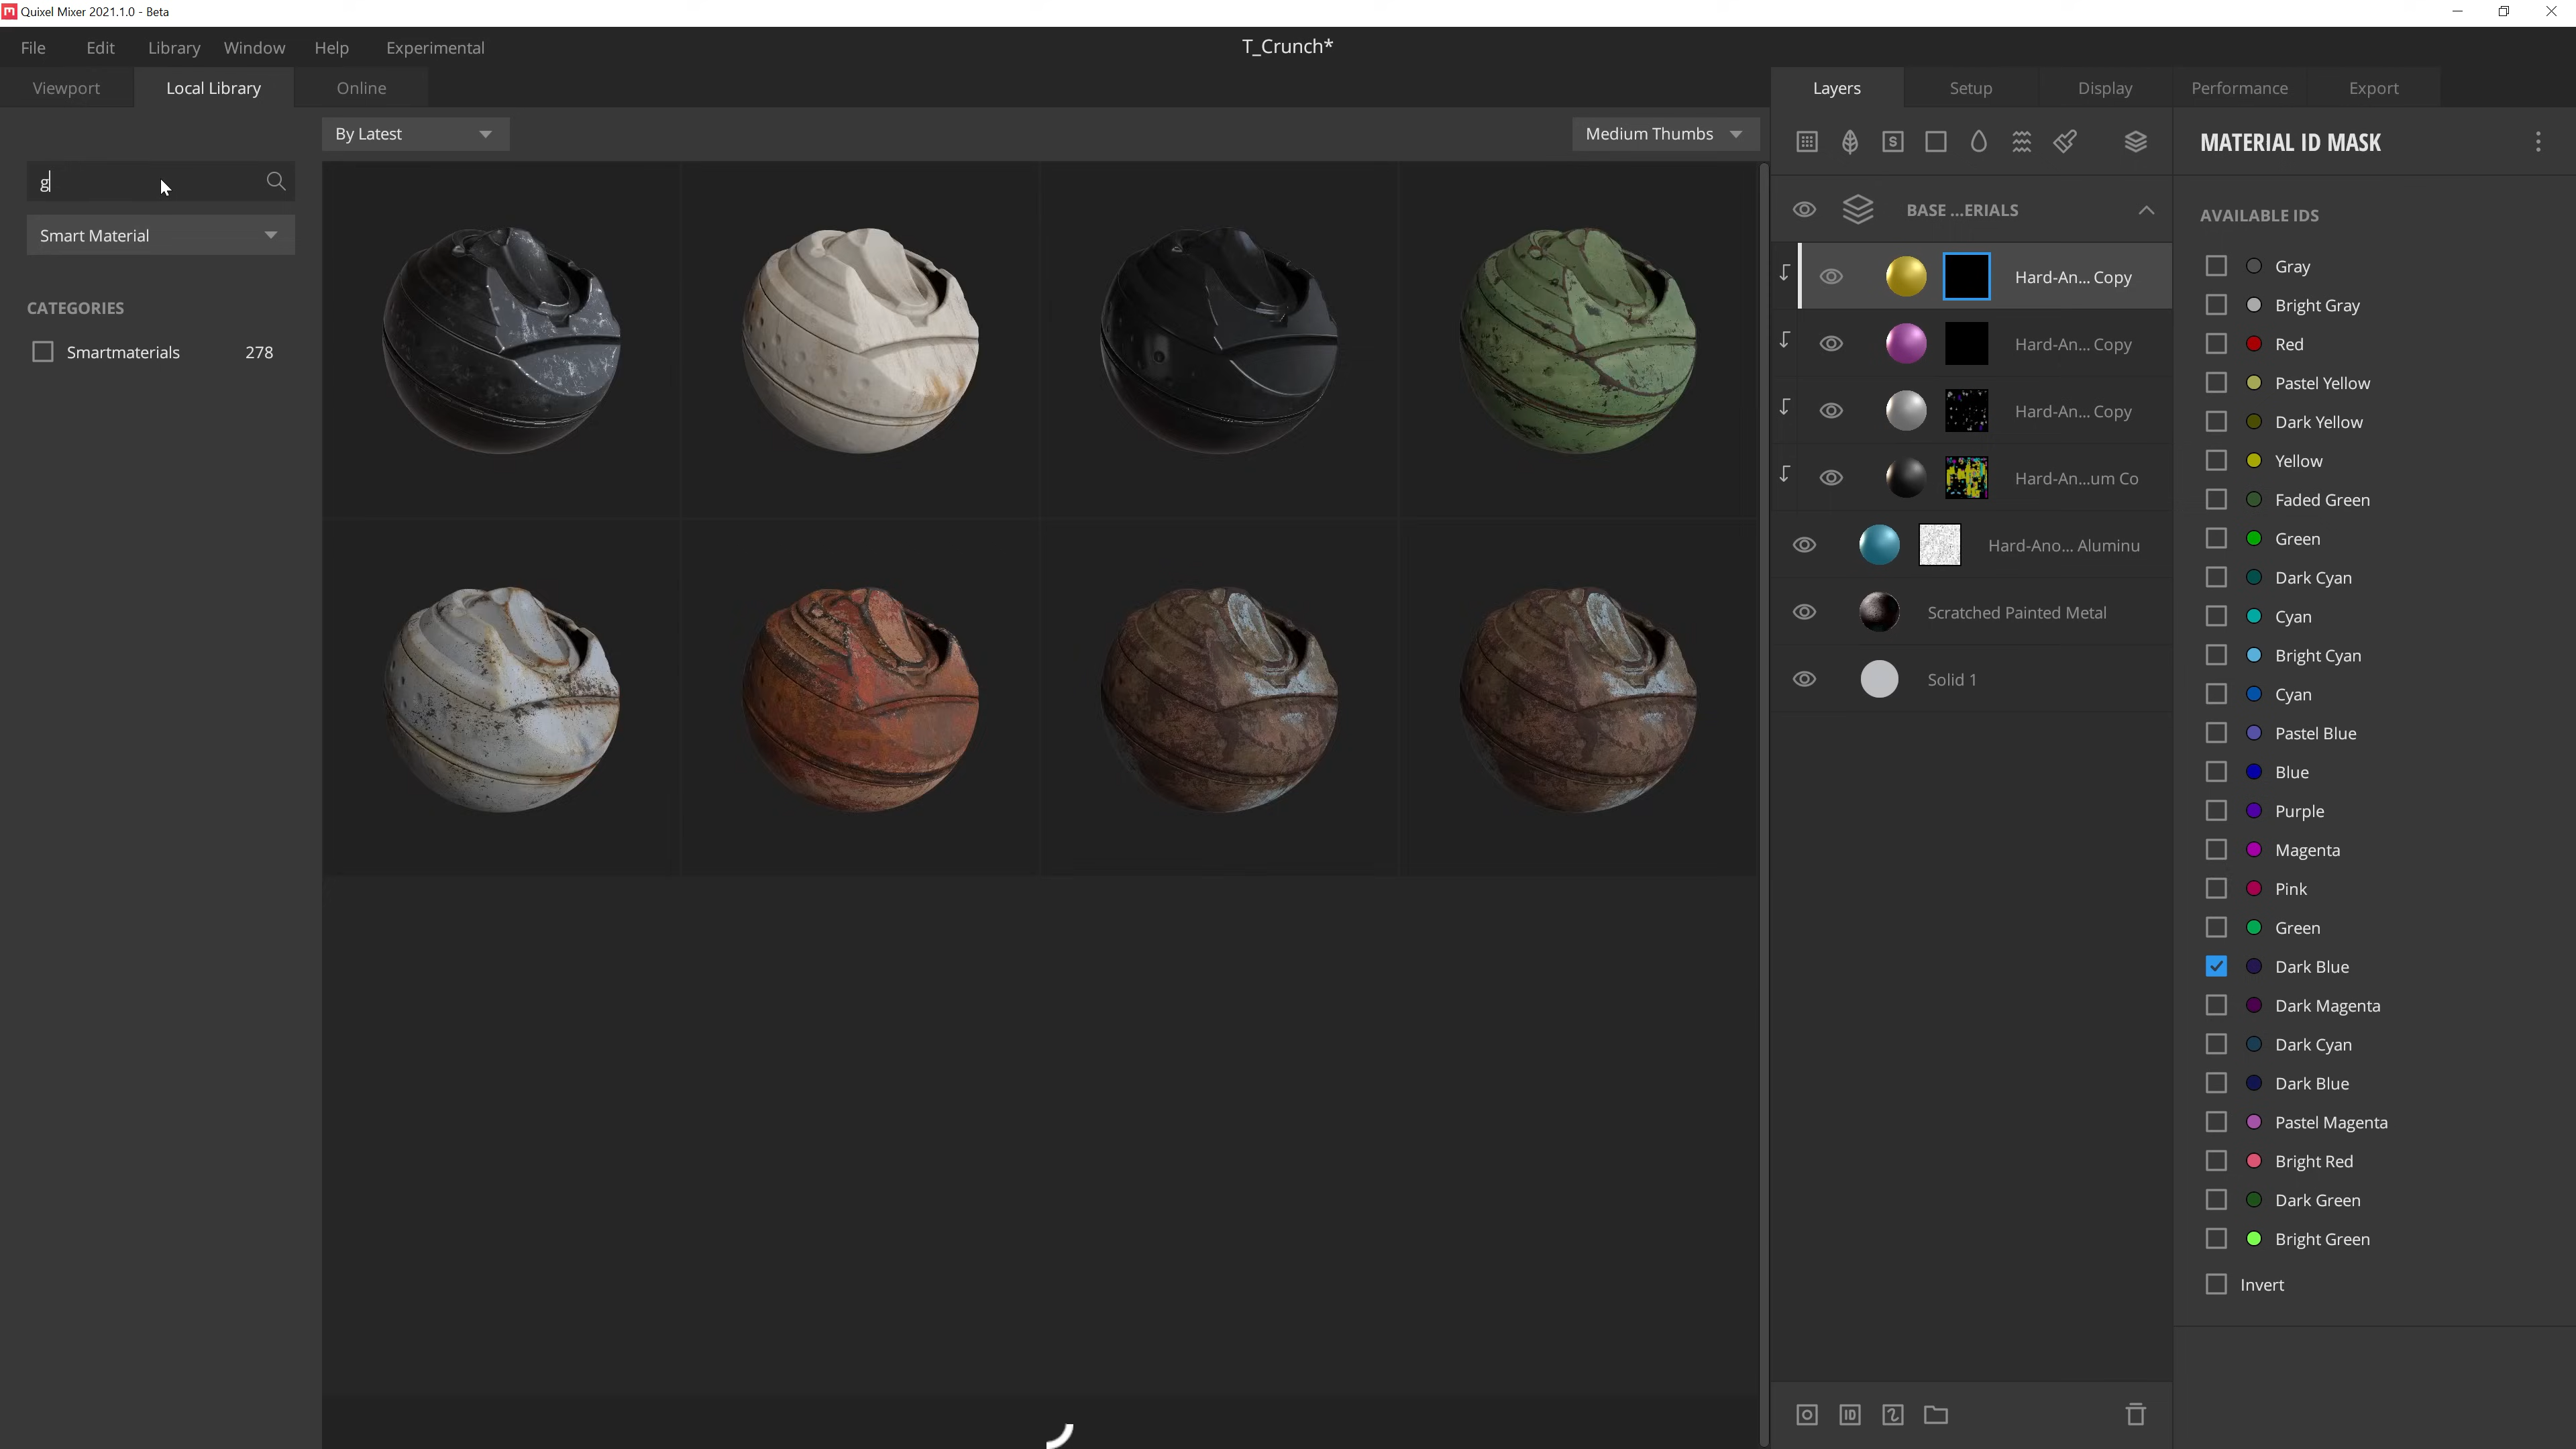 Quixel Mixer 2021.1.0 - Beta
File Edit Library Window Help Experimental
T_Crunch*
Viewport Local Library Online
Layers Setup Display Performance Export
By Latest
Medium Thumbs
g
Smart Material
CATEGORIES
Smartmaterials 278
BASE ...ERIALS
Hard-An... Copy
Hard-An... Copy
Hard-An... Copy
Hard-An...um Co
Hard-Ano... Aluminu
Scratched Painted Metal
Solid 1
MATERIAL ID MASK
AVAILABLE IDS
Gray
Bright Gray
Red
Pastel Yellow
Dark Yellow
Yellow
Faded Green
Green
Dark Cyan
Cyan
Bright Cyan
Cyan
Pastel Blue
Blue
Purple
Magenta
Pink
Green
Dark Blue
Dark Magenta
Dark Cyan
Dark Blue
Pastel Magenta
Bright Red
Dark Green
Bright Green
Invert
S
ID